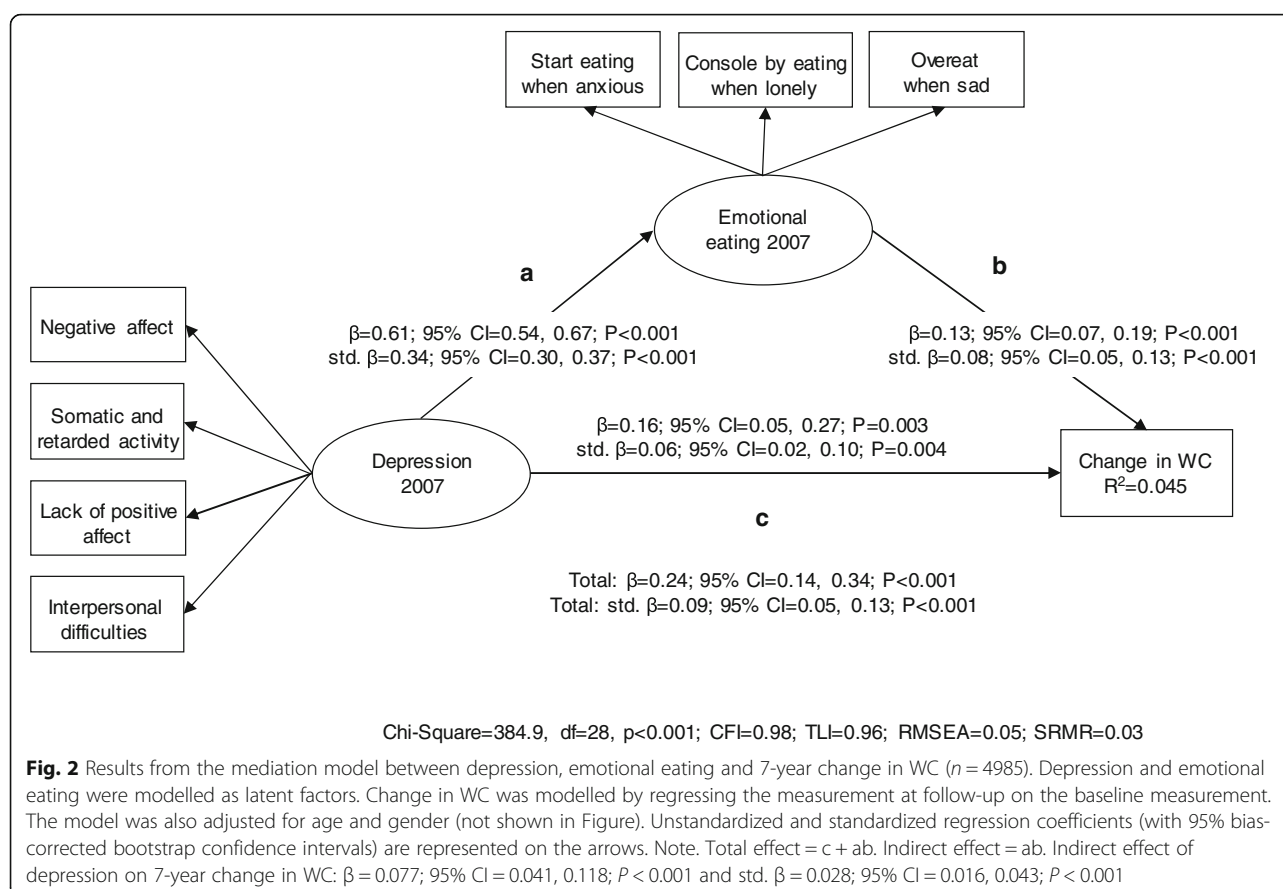 Start eating
when anxious
Console by eating
when lonely
Overeat
when sad
Emotional
eating 2007
a
b
Negative affect
β=0.61; 95% CI=0.54, 0.67; P<0.001
std. β=0.34; 95% CI=0.30, 0.37; P<0.001
β=0.13; 95% CI=0.07, 0.19; P<0.001
std. β=0.08; 95% CI=0.05, 0.13; P<0.001
Somatic and
retarded activity
β=0.16; 95% CI=0.05, 0.27; P=0.003
std. β=0.06; 95% CI=0.02, 0.10; P=0.004
Depression
2007
Change in WC
R²=0.045
Lack of positive
affect
c
Interpersonal
difficulties
Total: β=0.24; 95% CI=0.14, 0.34; P<0.001
Total: std. β=0.09; 95% CI=0.05, 0.13; P<0.001
Chi-Square=384.9, df=28, p<0.001; CFI=0.98; TLI=0.96; RMSEA=0.05; SRMR=0.03
Fig. 2 Results from the mediation model between depression, emotional eating and 7-year change in WC (n = 4985). Depression and emotional
eating were modelled as latent factors. Change in WC was modelled by regressing the measurement at follow-up on the baseline measurement.
The model was also adjusted for age and gender (not shown in Figure). Unstandardized and standardized regression coefficients (with 95% bias-
corrected bootstrap confidence intervals) are represented on the arrows. Note. Total effect = c + ab. Indirect effect = ab. Indirect effect of
depression on 7-year change in WC: β = 0.077; 95% CI = 0.041, 0.118; P < 0.001 and std. β = 0.028; 95% CI = 0.016, 0.043; P < 0.001